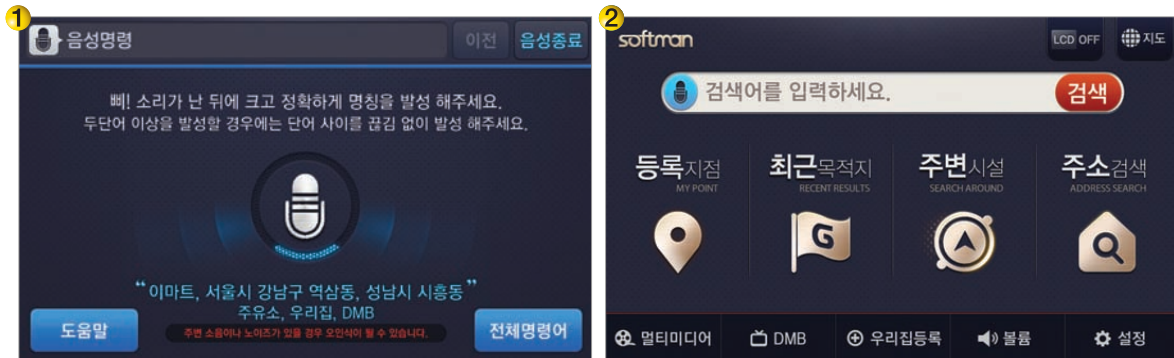 1
음성명령
이전
음성종료
삐! 소리가 난 뒤에 크고 정확하게 명칭을 발성 해주세요.
두단어 이상을 발성할 경우에는 단어 사이를 끊김 없이 발성 해주세요.
“이마트, 서울시 강남구 역삼동, 성남시 시흥동”
주유소, 우리집, DMB
주변 소음이나 노이즈가 있을 경우 오인식이 될 수 있습니다.
도움말
전체명령어
2
softman
LCD OFF
지도
검색어를 입력하세요.
검색
등록지점
MY POINT
최근목적지
RECENT RESULTS
주변시설
SEARCH AROUND
주소검색
ADDRESS SEARCH
G
멀티미디어
DMB
우리집등록
볼륨
설정